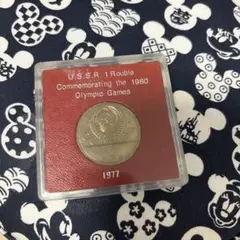 U.S.S.R. 1 Rouble
Commemorating the 1980
Olympic Games
1977